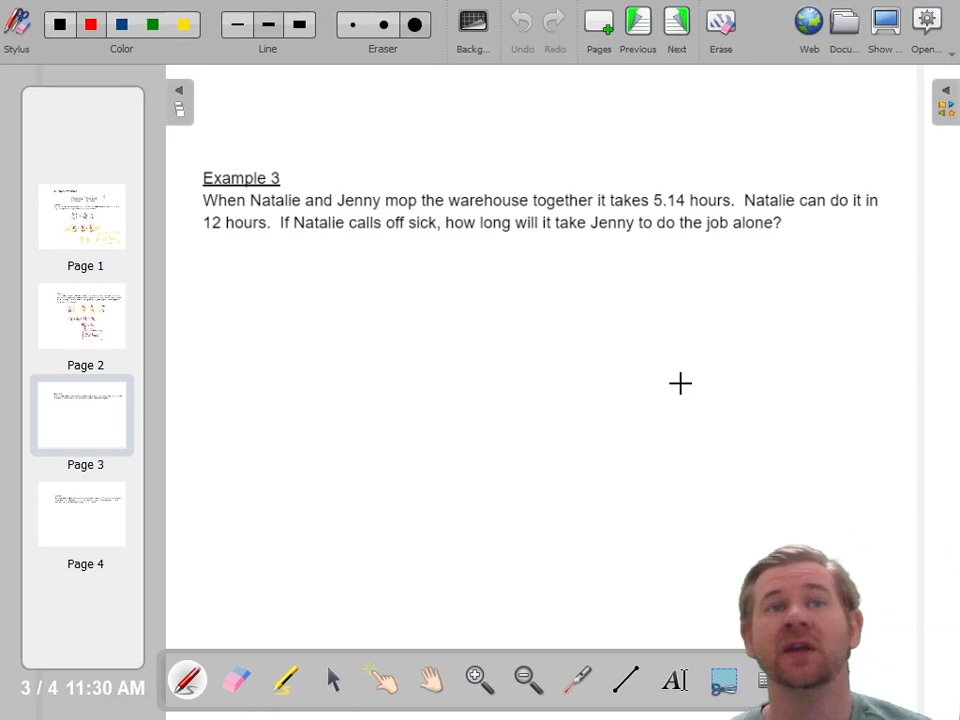 Stylus Color Line Eraser Backg... Undo Redo Pages Previous Next Erase Web Docu... Show ... Open...
Example 3
When Natalie and Jenny mop the warehouse together it takes 5.14 hours. Natalie can do it in
12 hours. If Natalie calls off sick, how long will it take Jenny to do the job alone?
Page 1
Page 2
Page 3
Page 4
3 / 4 11:30 AM
AI